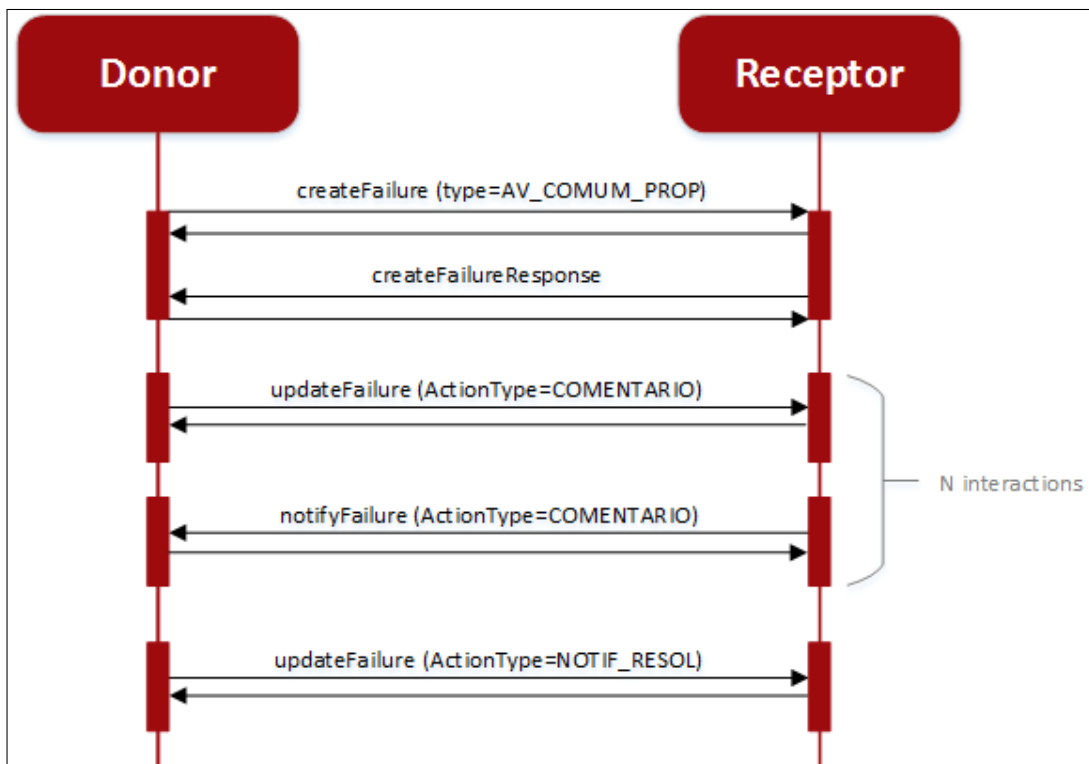 Donor
Receptor
createFailure (type=AV_COMUM_PROP)
createFailureResponse
updateFailure (ActionType=COMENTARIO)
N interactions
notifyFailure (ActionType=COMENTARIO)
updateFailure (ActionType=NOTIF_RESOL)